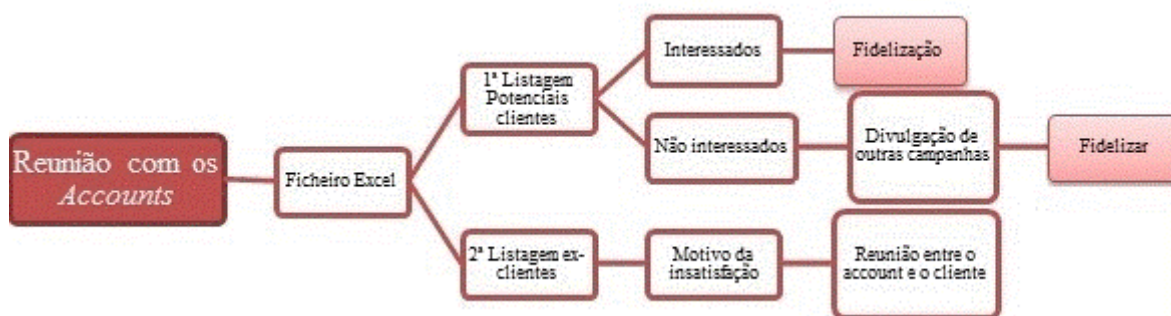 Reunião com os
Accounts
Ficheiro Excel
1ª Listagem
Potenciais
clientes
Interessados
Fidelização
Não interessados
Divulgação de
outras campanhas
Fidelizar
2ª Listagem ex-
clientes
Motivo da
insatisfação
Reunião entre o
account e o cliente